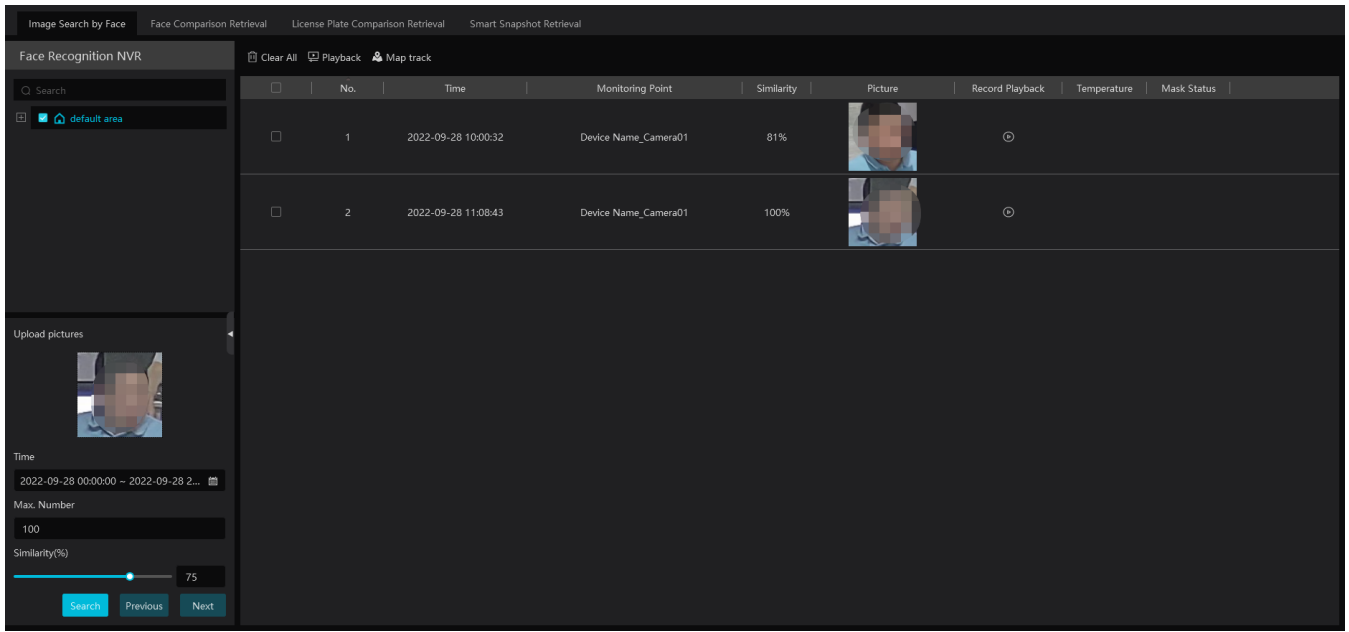 Image Search by Face Face Comparison Retrieval License Plate Comparison Retrieval Smart Snapshot Retrieval
Face Recognition NVR
Search
default area
Upload pictures
Time
2022-09-28 00:00:00 ~ 2022-09-28 2...
Max. Number
100
Similarity(%)
75
Search Previous Next
Clear All Playback Map track
No. Time Monitoring Point Similarity Picture Record Playback Temperature Mask Status
1 2022-09-28 10:00:32 Device Name_Camera01 81%
2 2022-09-28 11:08:43 Device Name_Camera01 100%